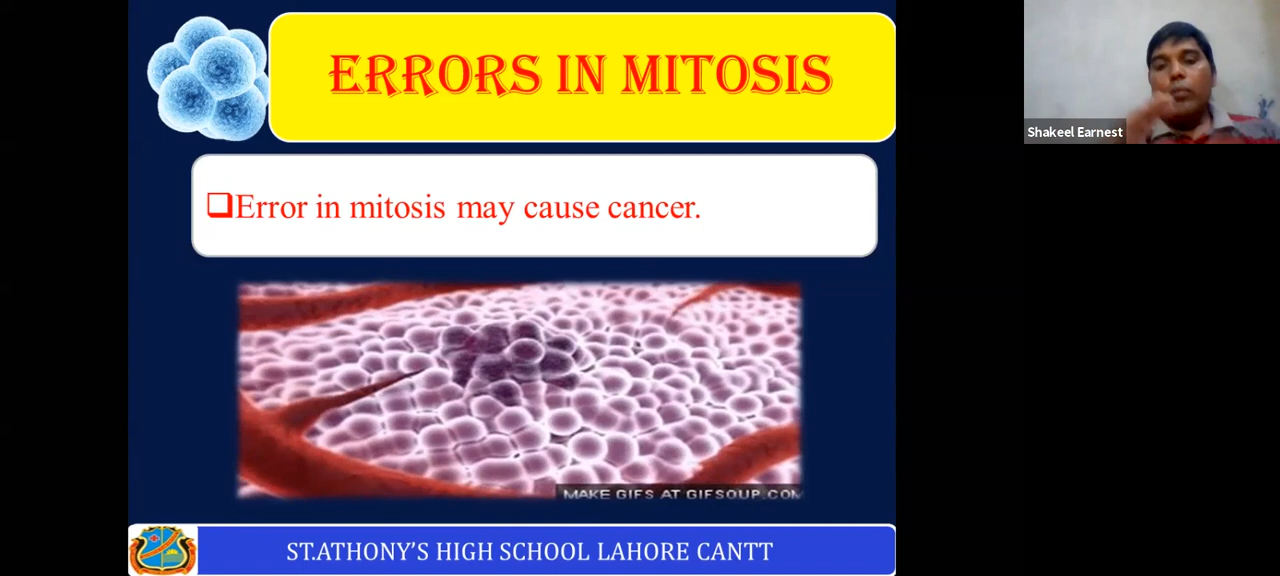 ERRORS IN MITOSIS
Shakeel Earnest
❑Error in mitosis may cause cancer.
MAKE GIFS AT GIFSOUP.COM
ST.ATHONY’S HIGH SCHOOL LAHORE CANTT